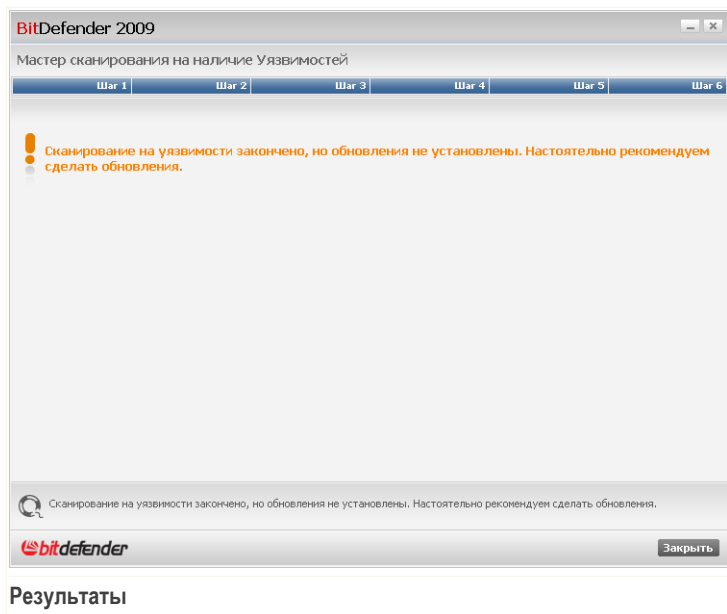 BitDefender 2009
Мастер сканирования на наличие Уязвимостей
Шаг 1 Шаг 2 Шаг 3 Шаг 4 Шаг 5 Шаг 6
Сканирование на уязвимости закончено, но обновления не установлены. Настоятельно рекомендуем
сделать обновления.
Сканирование на уязвимости закончено, но обновления не установлены. Настоятельно рекомендуем сделать обновления.
bitdefender
Закрыть
Результаты